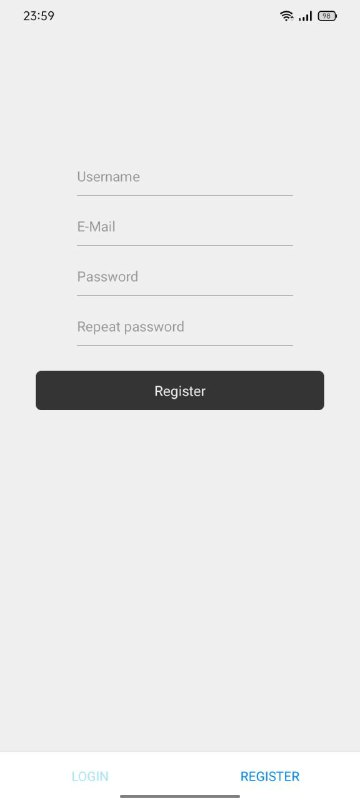 23:59
98
Username
E-Mail
Password
Repeat password
Register
LOGIN
REGISTER